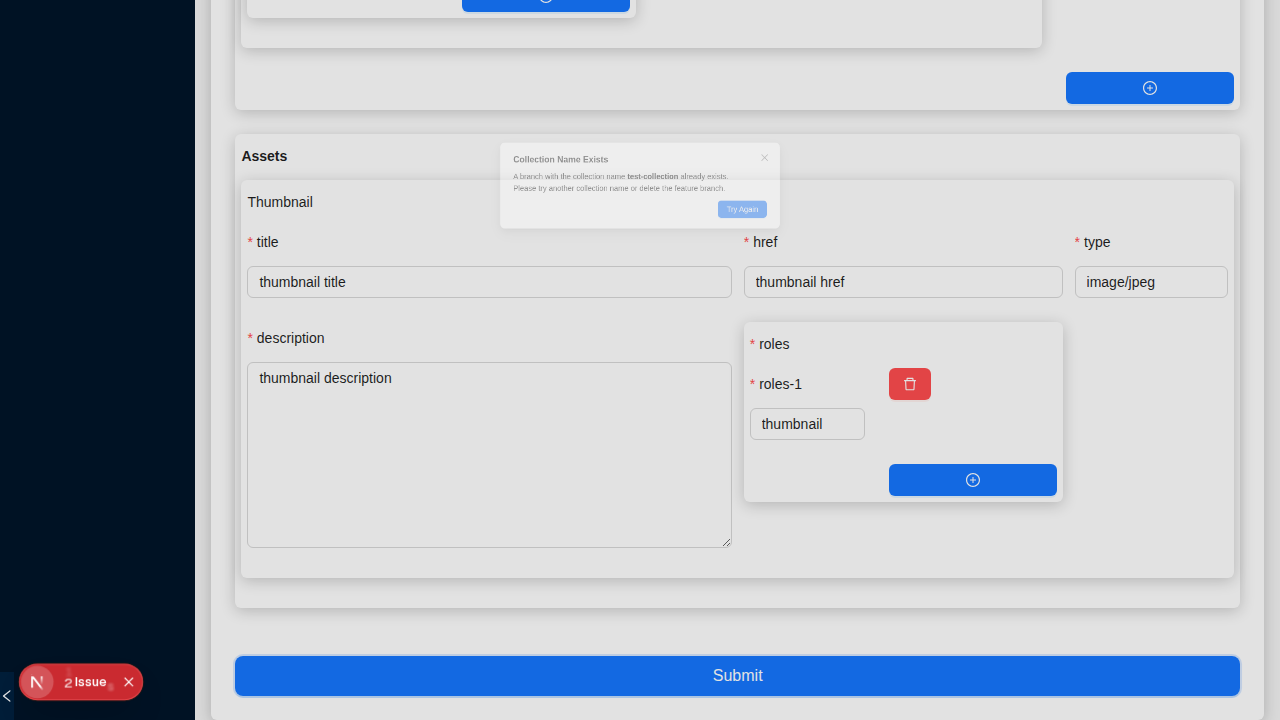 Assets
Collection Name Exists
A branch with the collection name test-collection already exists.
Please try another collection name or delete the feature branch.
Try Again
Thumbnail
* title
* href
* type
thumbnail title
thumbnail href
image/jpeg
* description
* roles
thumbnail description
* roles-1
thumbnail
Submit
N 2 Issue